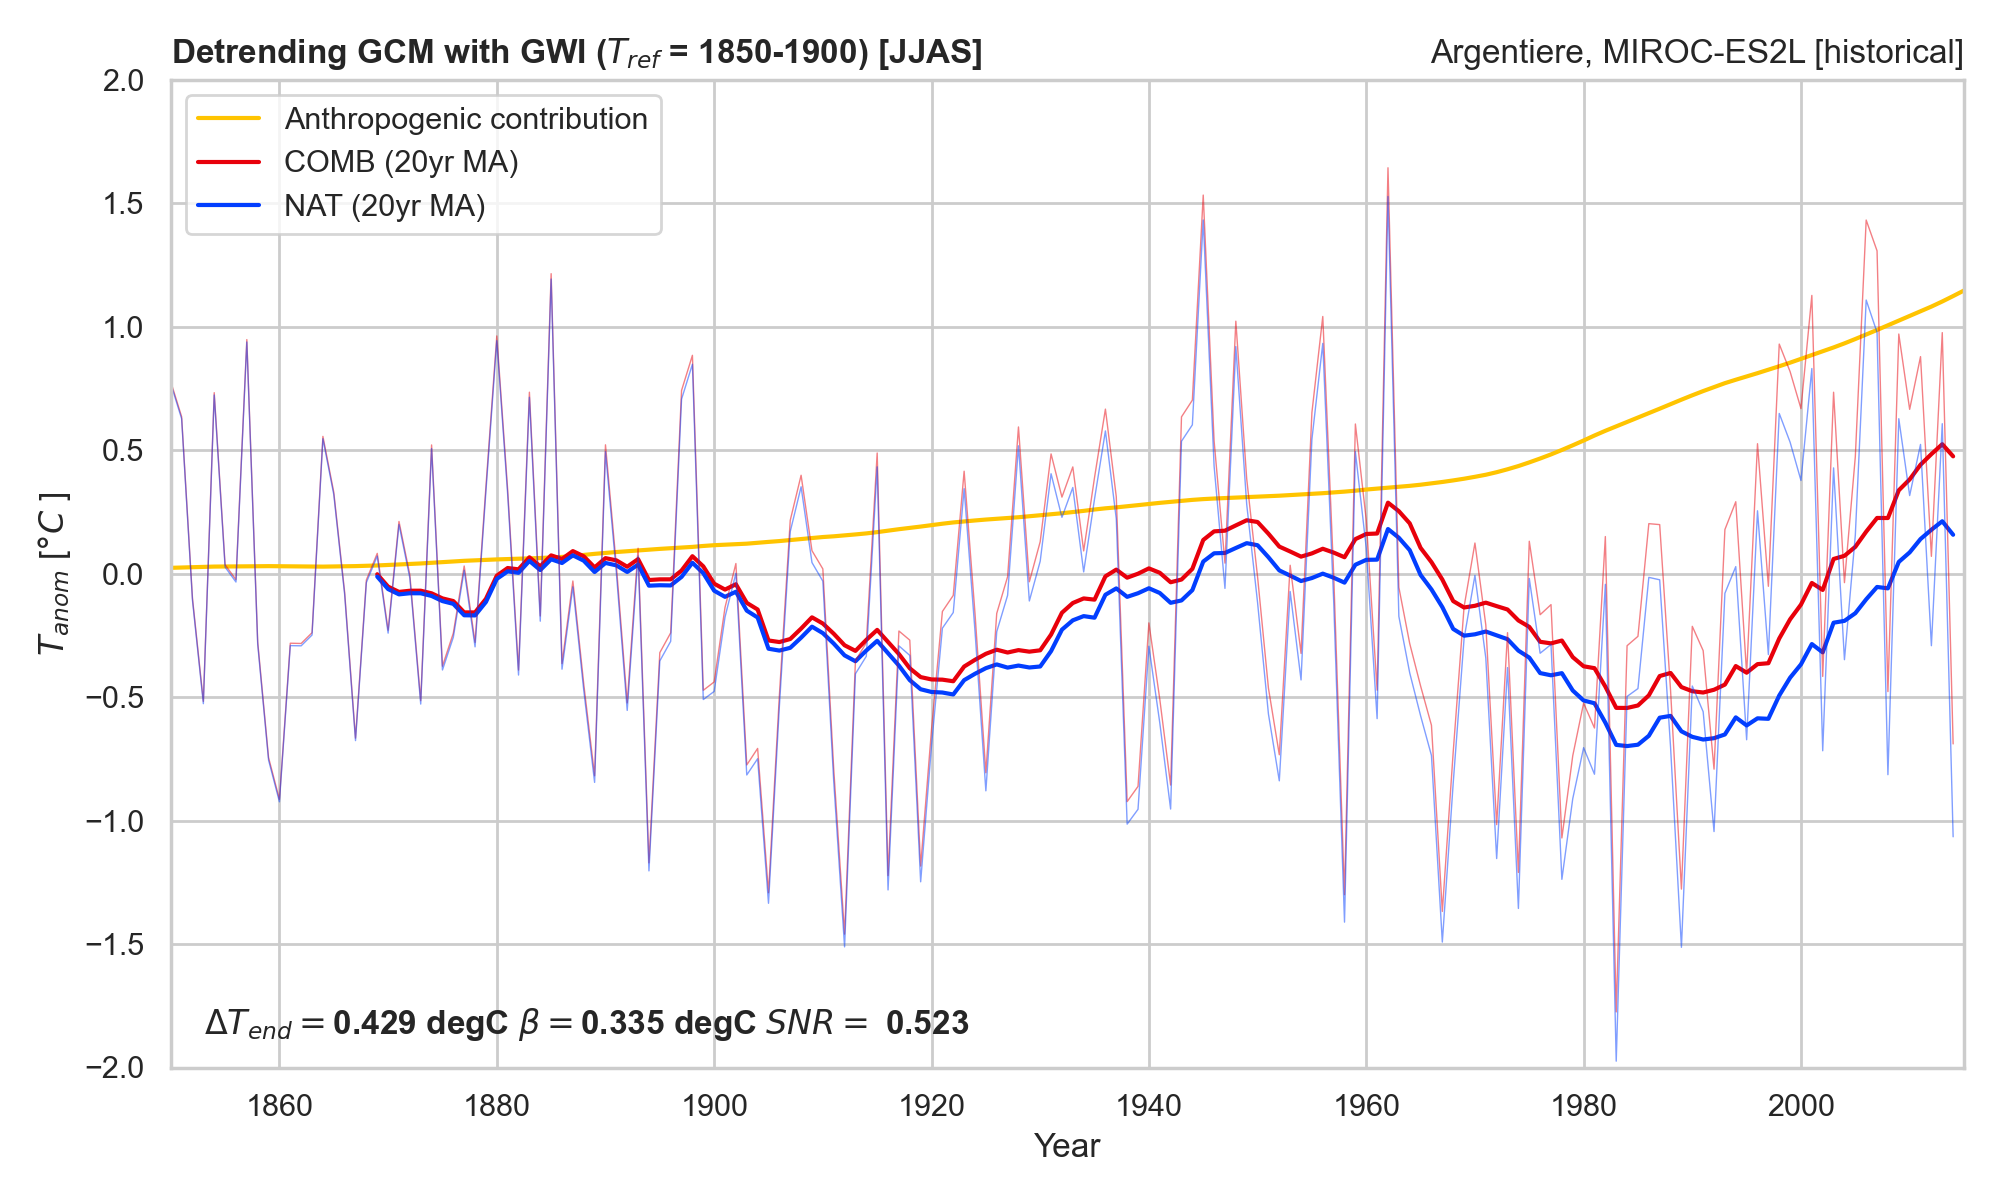 Detrending GCM with GWI (T_ref = 1850-1900) [JJAS]
Argentiere, MIROC-ES2L [historical]
Anthropogenic contribution
COMB (20yr MA)
NAT (20yr MA)
2.0
1.5
1.0
0.5
0.0
−0.5
−1.0
−1.5
−2.0
T_anom [°C]
ΔT_end = 0.429 degC β = 0.335 degC SNR = 0.523
1860 1880 1900 1920 1940 1960 1980 2000
Year